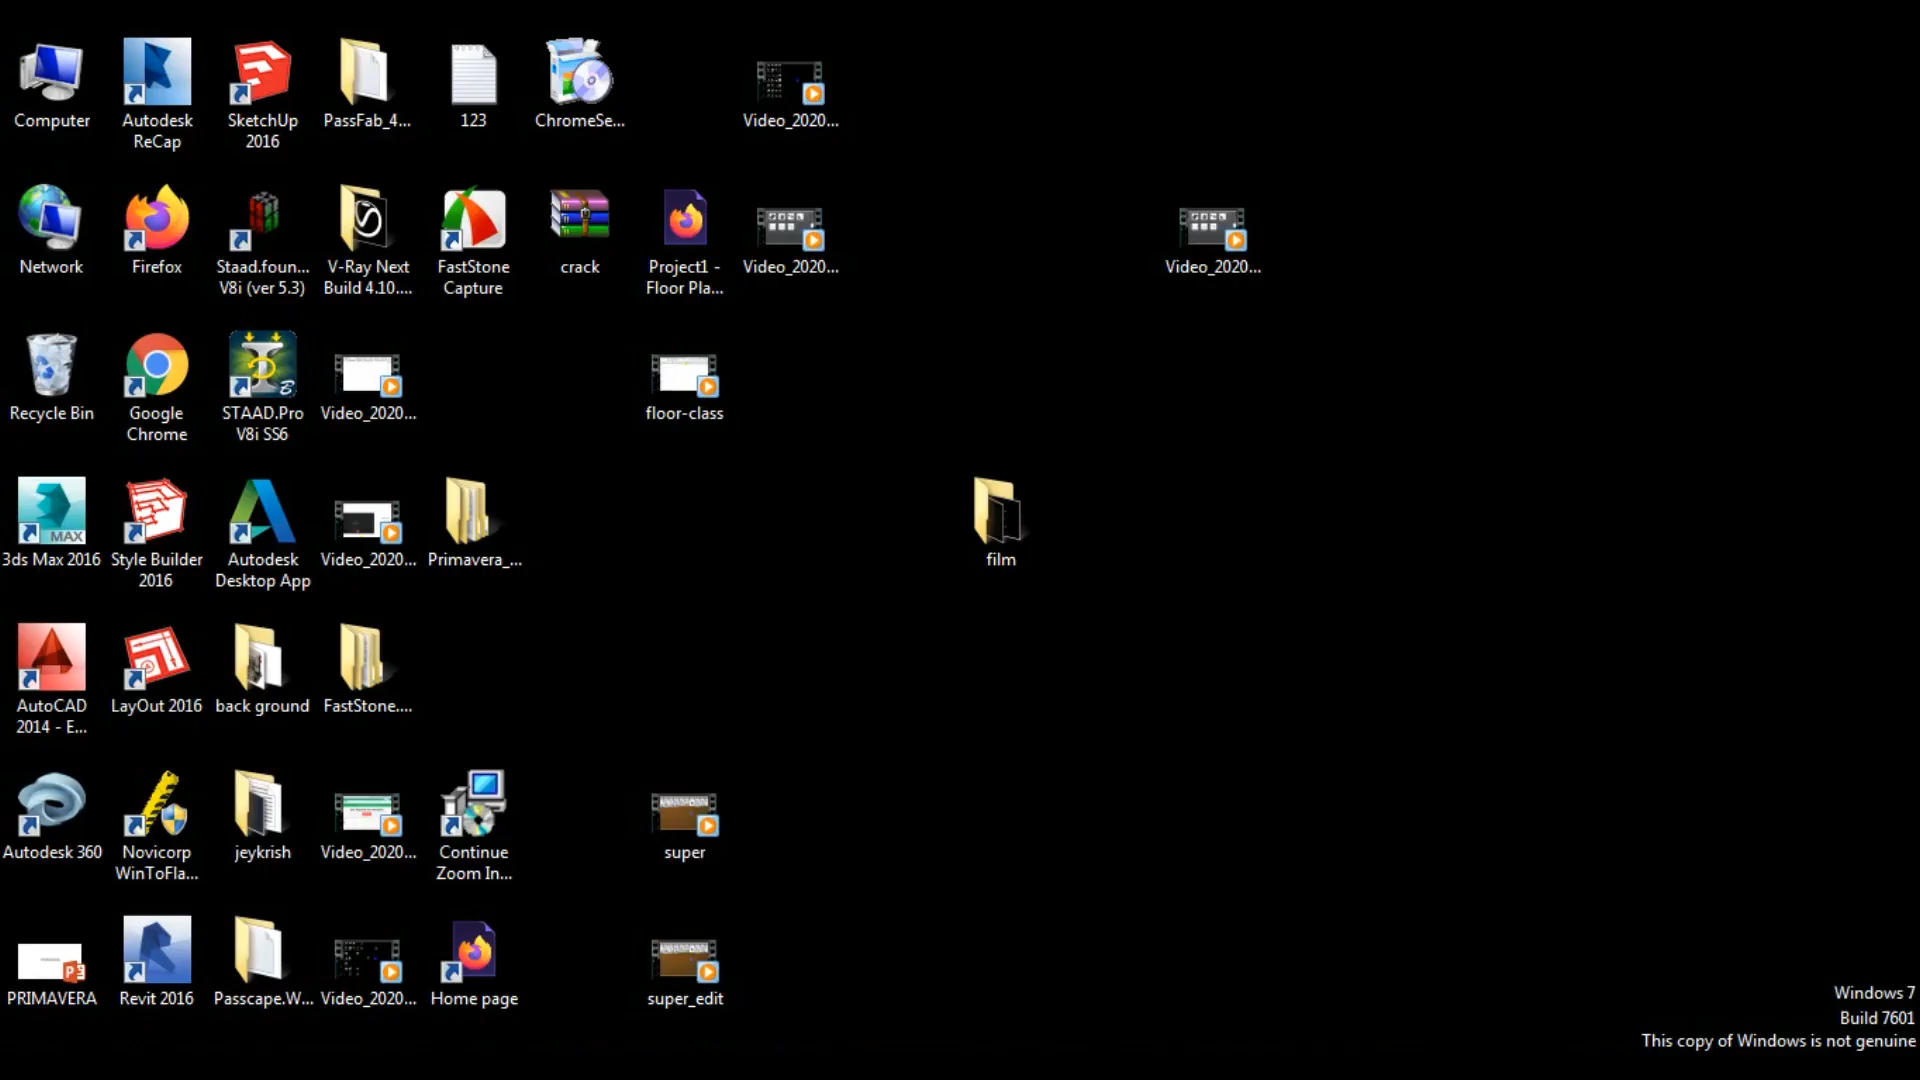 Computer
Autodesk
ReCap
SketchUp
2016
PassFab_4...
123
ChromeSe...
Video_2020...
Network
Firefox
Staad.foun...
V8i (ver 5.3)
V-Ray Next
Build 4.10....
FastStone
Capture
crack
Project1 -
Floor Pla...
Video_2020...
Video_2020...
Recycle Bin
Google
Chrome
STAAD.Pro
V8i SS6
Video_2020...
floor-class
MAX
3ds Max 2016
Style Builder
2016
Autodesk
Desktop App
Video_2020...
Primavera_...
film
AutoCAD
2014 - E...
LayOut 2016
back ground
FastStone....
Autodesk 360
Novicorp
WinToFla...
jeykrish
Video_2020...
Continue
Zoom In...
super
PRIMAVERA
Revit 2016
Passcape.W...
Video_2020...
Home page
super_edit
Windows 7
Build 7601
This copy of Windows is not genuine